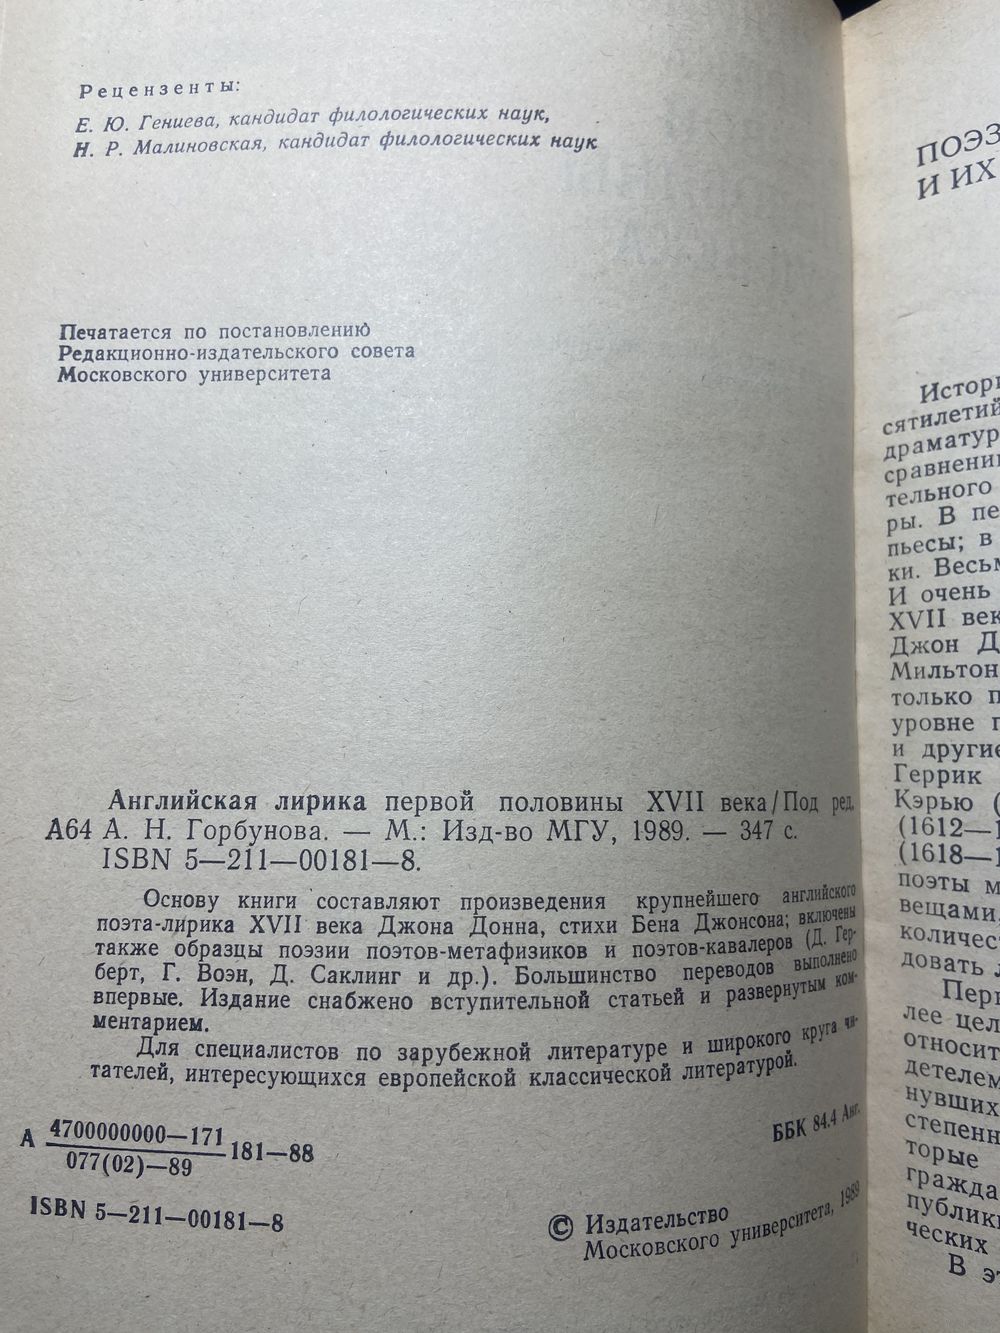 Рецензенты:
Е. Ю. Гениева, кандидат филологических наук,
Н. Р. Малиновская, кандидат филологических наук
Печатается по постановлению
Редакционно-издательского совета
Московского университета
Английская лирика первой половины XVII века/Под ред.
А64 А. Н. Горбунова. — М.: Изд-во МГУ, 1989. — 347 с.
ISBN 5—211—00181—8.
Основу книги составляют произведения крупнейшего английского
поэта-лирика XVII века Джона Донна, стихи Бена Джонсона; включены
также образцы поэзии поэтов-метафизиков и поэтов-кавалеров (Д. Гер-
берт, Г. Воэн, Д. Саклинг и др.). Большинство переводов выполнено
впервые. Издание снабжено вступительной статьей и развернутым ком-
ментарием.
Для специалистов по зарубежной литературе и широкого круга чи-
тателей, интересующихся европейской классической литературой.
А 4700000000—171 181—88
077(02)—89
ББК 84.4 Анг.
ISBN 5—211—00181—8
© Издательство
Московского университета, 1989
ПОЭЗ
И ИХ
Истори
сятилетий
драматур
сравнени
тельного
ры. В пе
пьесы; в
ки. Весьм
И очень
XVII век
Джон Д
Мильтон
только п
уровне п
и другие
Геррик
Кэрью (
(1612—1
(1618—1
поэты м
вещами.
количест
довать л
Перв
лее цел
относит
детелем
нувших
степенн
торые
гражда
публик
ческих
В эт